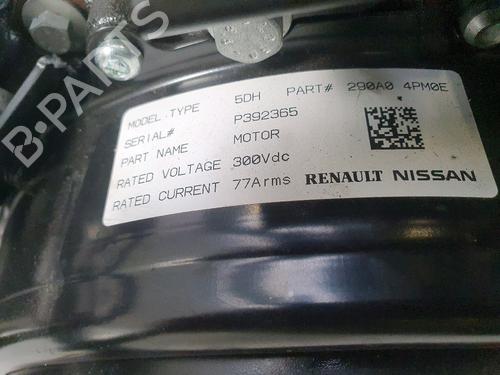 MODEL TYPE 5DH PART# 290A0 4PM0E
SERIAL# P392365
PART NAME MOTOR
RATED VOLTAGE 300Vdc
RATED CURRENT 77Arms RENAULT NISSAN
B-PARTS